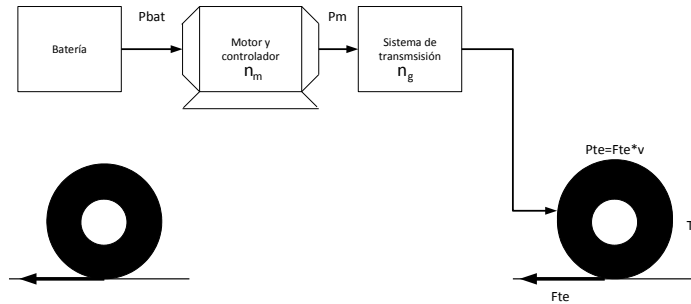 Pbat
Pm
Batería
Motor y
controlador
n_m
Sistema de
transmsisión
n_g
Pte=Fte*v
T
Fte